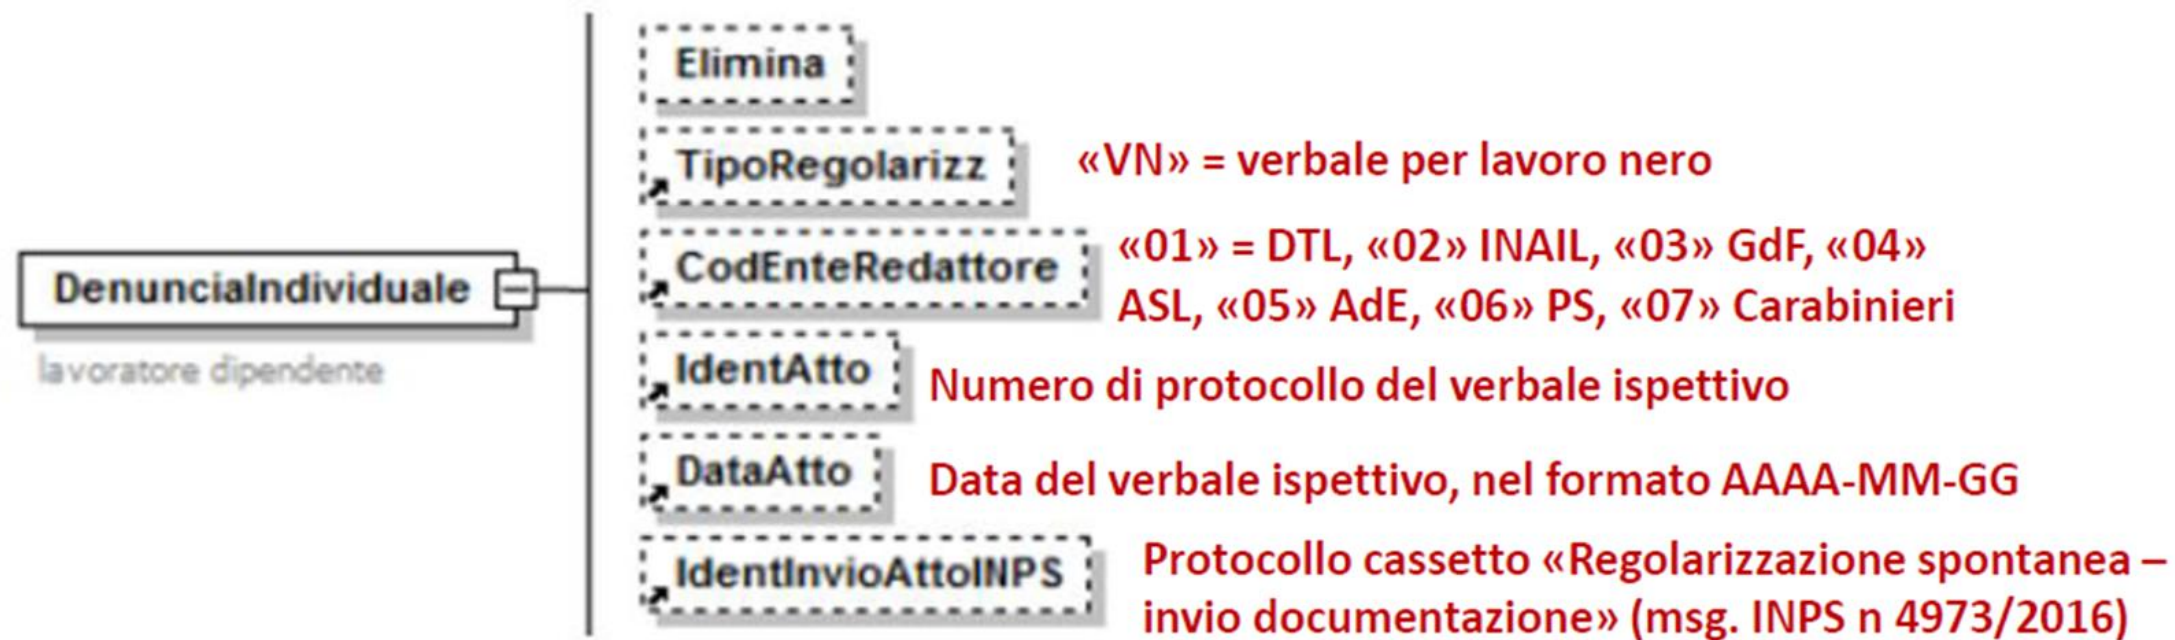 Elimina
TipoRegolarizz
«VN» = verbale per lavoro nero
CodEnteRedattore
«01» = DTL, «02» INAIL, «03» GdF, «04»
ASL, «05» AdE, «06» PS, «07» Carabinieri
DenunciaIndividuale
lavoratore dipendente
IdentAtto
Numero di protocollo del verbale ispettivo
DataAtto
Data del verbale ispettivo, nel formato AAAA-MM-GG
IdentInvioAttoINPS
Protocollo cassetto «Regolarizzazione spontanea –
invio documentazione» (msg. INPS n 4973/2016)